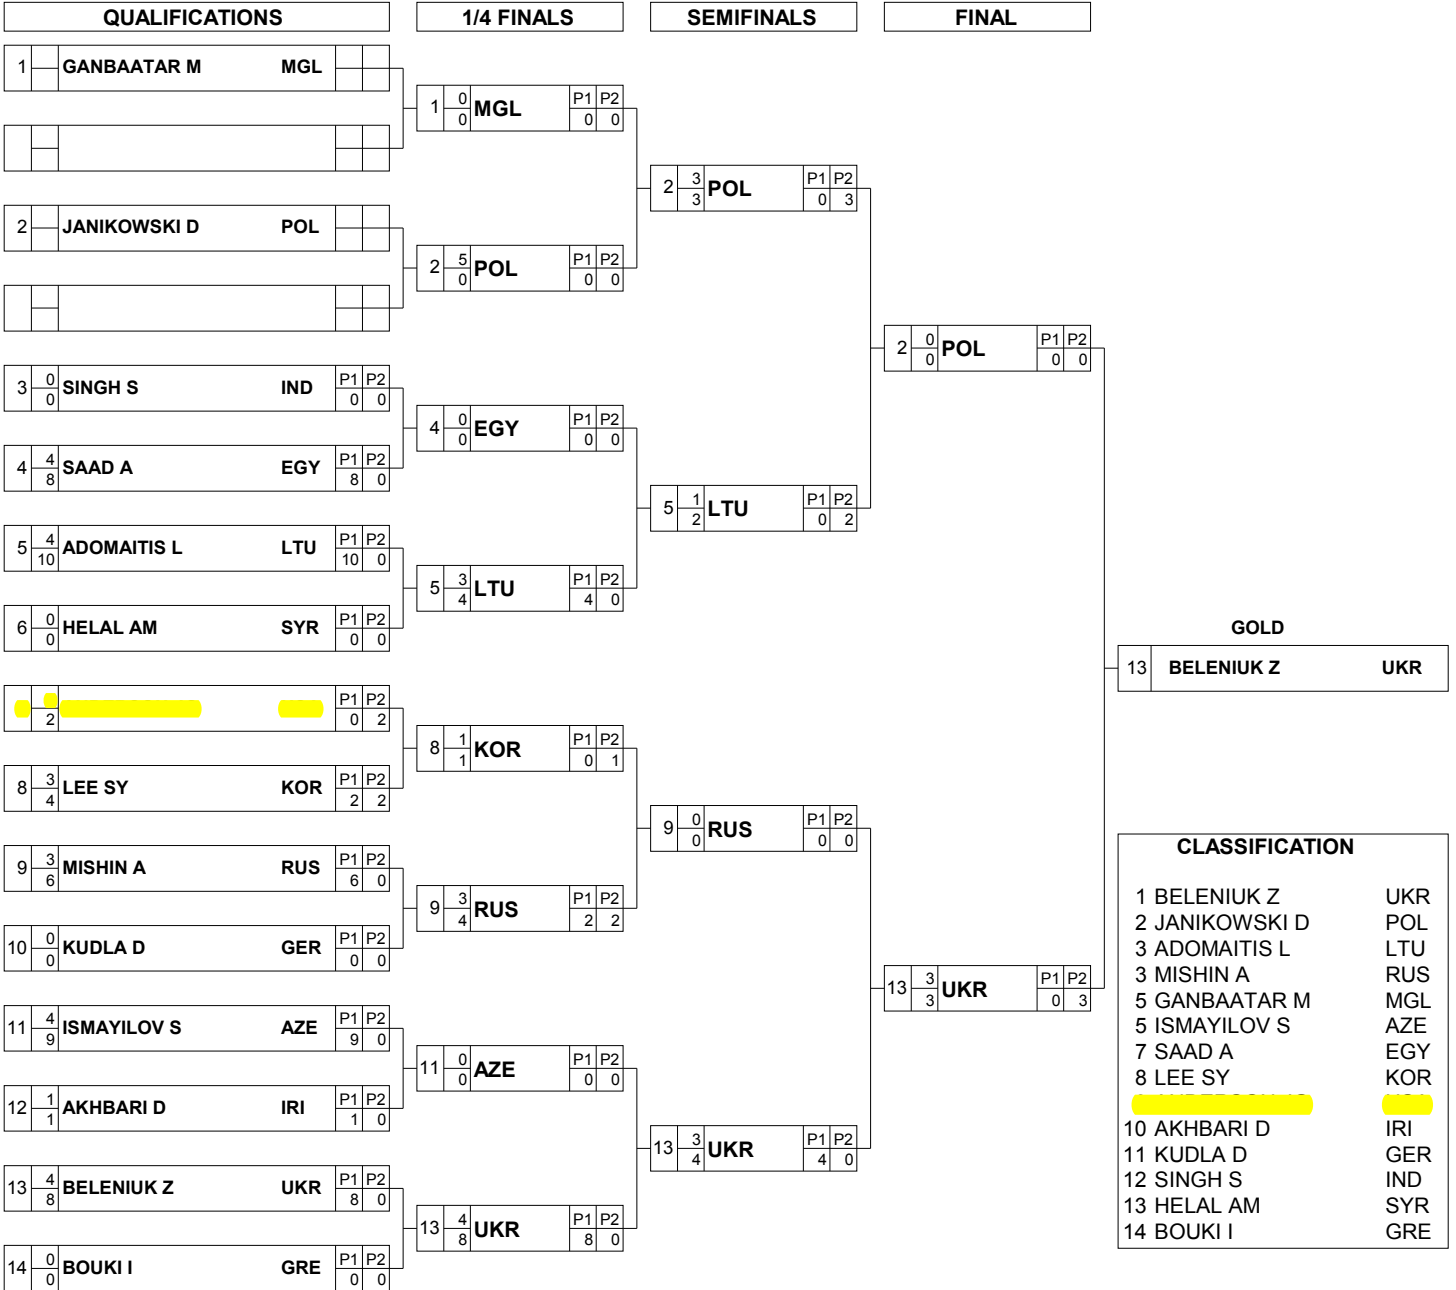 QUALIFICATIONS 1/4 FINALS SEMIFINALS FINAL
1 GANBAATAR M MGL
1 0 0 MGL P1 P2 0 0
2 3 3 POL P1 P2 0 3
2 JANIKOWSKI D POL
2 5 0 POL P1 P2 0 0
2 0 0 POL P1 P2 0 0
3 0 0 SINGH S IND P1 P2 0 0
4 0 0 EGY P1 P2 0 0
4 4 8 SAAD A EGY P1 P2 8 0
5 1 2 LTU P1 P2 0 2
5 4 10 ADOMAITIS L LTU P1 P2 10 0
5 3 4 LTU P1 P2 4 0
6 0 0 HELAL AM SYR P1 P2 0 0
GOLD
13 BELENIUK Z UKR
2 P1 P2 0 2
8 1 1 KOR P1 P2 0 1
8 3 4 LEE SY KOR P1 P2 2 2
9 0 0 RUS P1 P2 0 0
9 3 6 MISHIN A RUS P1 P2 6 0
9 3 4 RUS P1 P2 2 2
10 0 0 KUDLA D GER P1 P2 0 0
13 3 3 UKR P1 P2 0 3
11 4 9 ISMAYILOV S AZE P1 P2 9 0
11 0 0 AZE P1 P2 0 0
12 1 1 AKHBARI D IRI P1 P2 1 0
13 3 4 UKR P1 P2 4 0
13 4 8 BELENIUK Z UKR P1 P2 8 0
13 4 8 UKR P1 P2 8 0
14 0 0 BOUKI I GRE P1 P2 0 0
CLASSIFICATION
1 BELENIUK Z UKR
2 JANIKOWSKI D POL
3 ADOMAITIS L LTU
3 MISHIN A RUS
5 GANBAATAR M MGL
5 ISMAYILOV S AZE
7 SAAD A EGY
8 LEE SY KOR
10 AKHBARI D IRI
11 KUDLA D GER
12 SINGH S IND
13 HELAL AM SYR
14 BOUKI I GRE